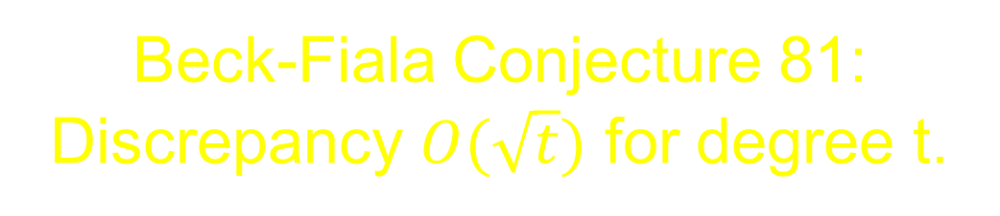 Beck-Fiala Conjecture 81:
Discrepancy O(√t) for degree t.